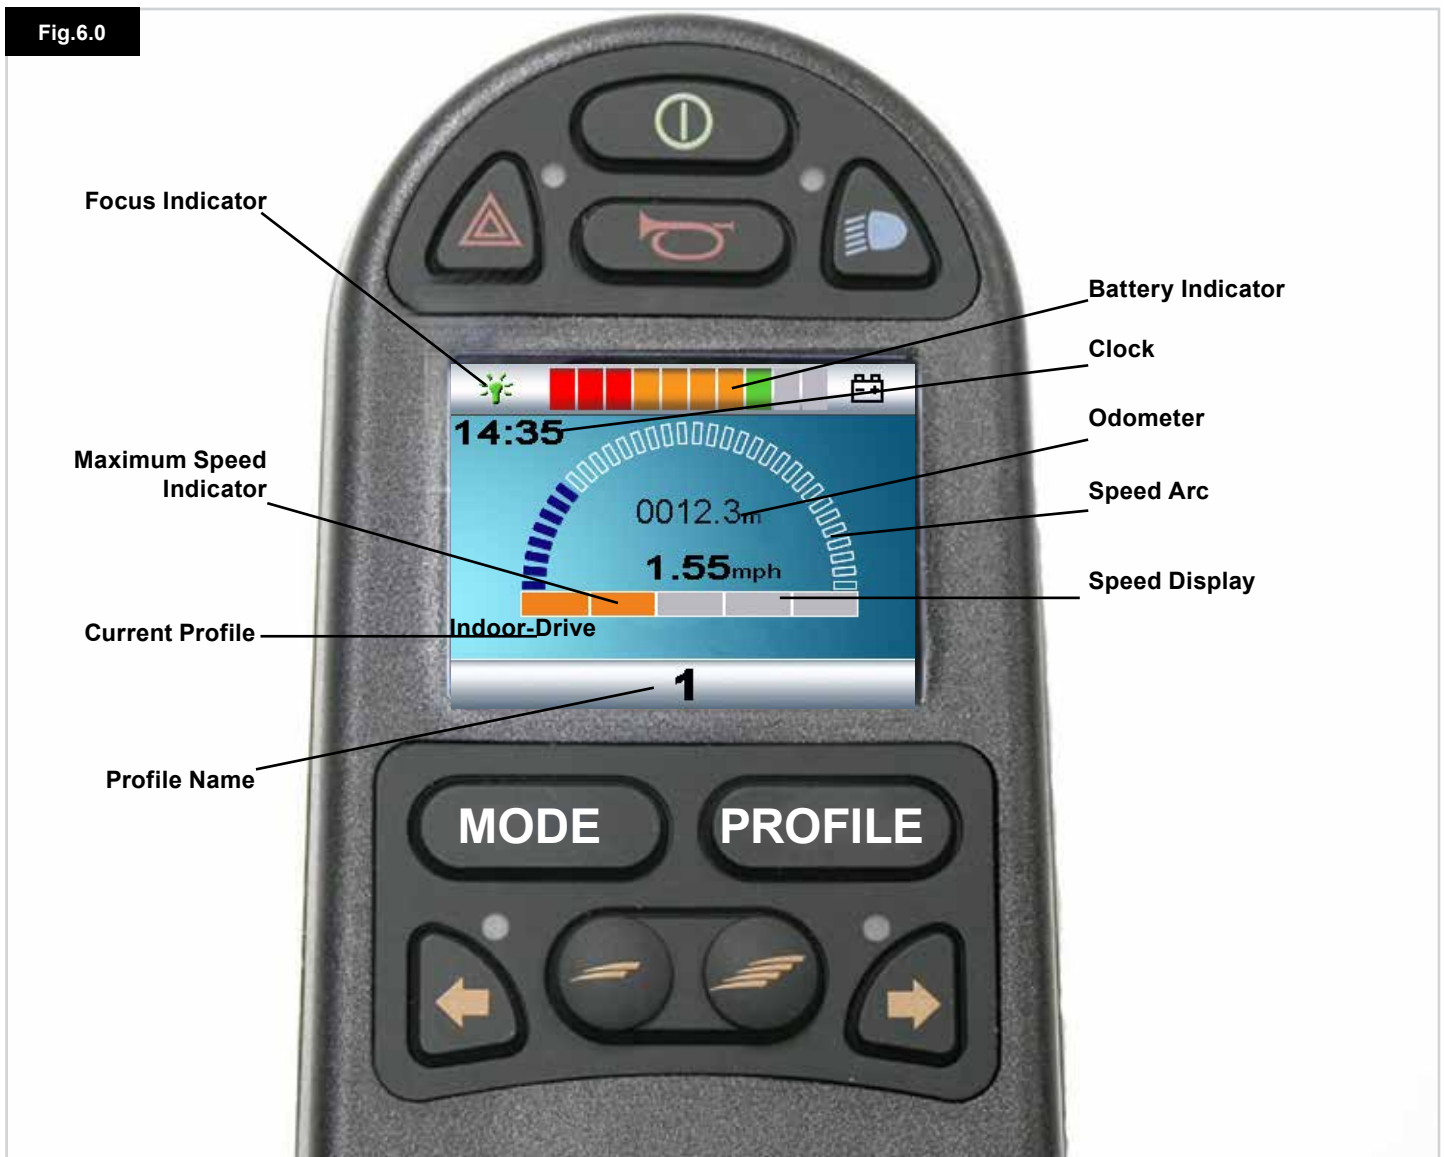 Fig.6.0
Focus Indicator
Battery Indicator
Clock
14:35
Odometer
Maximum Speed
Indicator
Speed Arc
0012.3m
1.55mph
Speed Display
Current Profile
Indoor-Drive
1
Profile Name
MODE
PROFILE